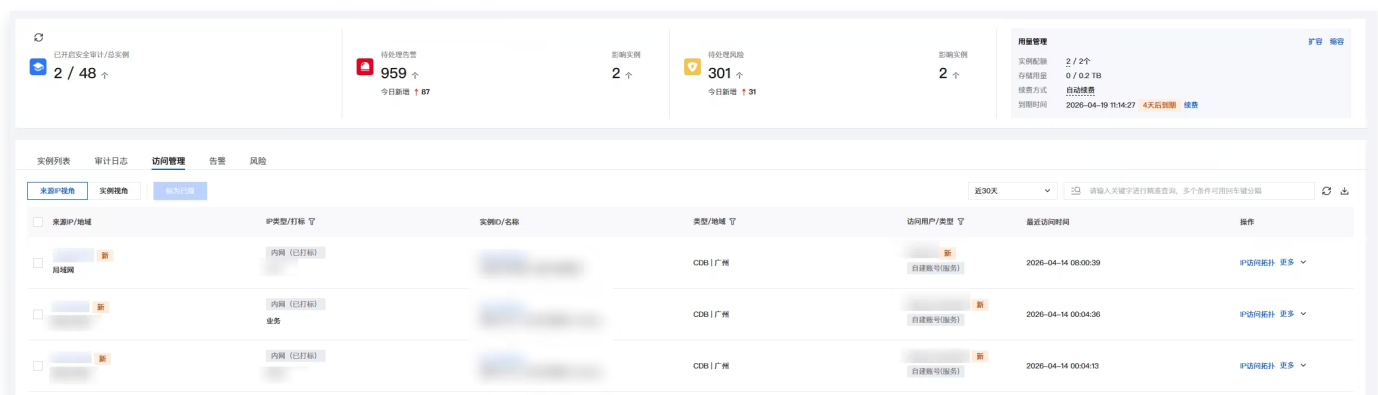 已开启安全审计/总实例
2 / 48 个
待处理告警
959 个
今日新增 ↑ 87
影响实例
2 个
待处理风险
301 个
今日新增 ↑ 31
影响实例
2 个
用量管理
扩容 缩容
实例配额 2 / 2个
存储用量 0 / 0.2 TB
续费方式 自动续费
到期时间 2026-04-19 11:14:27 4天后到期 续费
实例列表 审计日志 访问管理 告警 风险
来源IP视角 实例视角 标为已读
近30天 请输入关键字进行精准查询，多个条件可用回车键分隔
来源IP/地域 IP类型/打标 实例ID/名称 类型/地域 访问用户/类型 最近访问时间 操作
新 内网（已打标） 新
局域网 CDB | 广州 自建账号(服务) 2026-04-14 08:00:39 IP访问拓扑 更多
新 内网（已打标） 新
业务 CDB | 广州 自建账号(服务) 2026-04-14 00:04:36 IP访问拓扑 更多
新 内网（已打标） 新
CDB | 广州 自建账号(服务) 2026-04-14 00:04:13 IP访问拓扑 更多